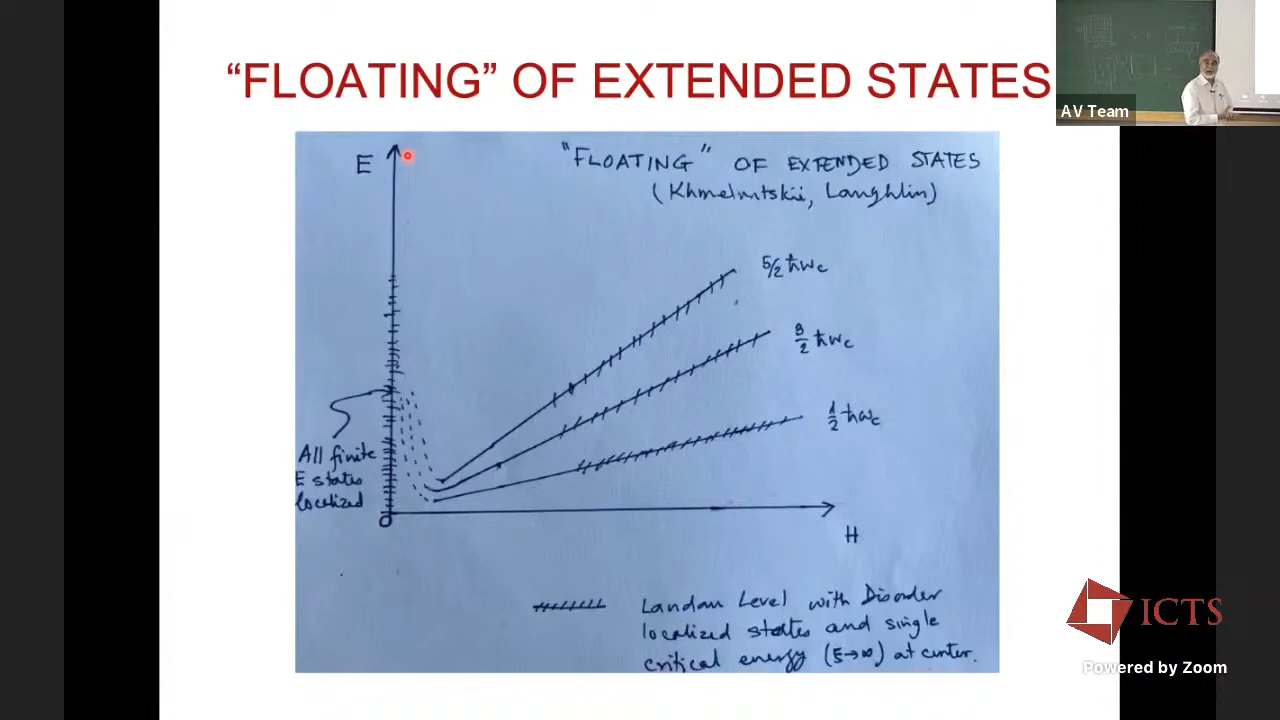 “FLOATING” OF EXTENDED STATES
AV Team
E
"FLOATING" OF EXTENDED STATES
(Khmelnitskii, Laughlin)
5/2 ħωc
3/2 ħωc
1/2 ħωc
All finite
E states
localized
O
H
Landau Level with Disorder
localized states and single
critical energy (ξ→∞) at center.
ICTS
Powered by Zoom